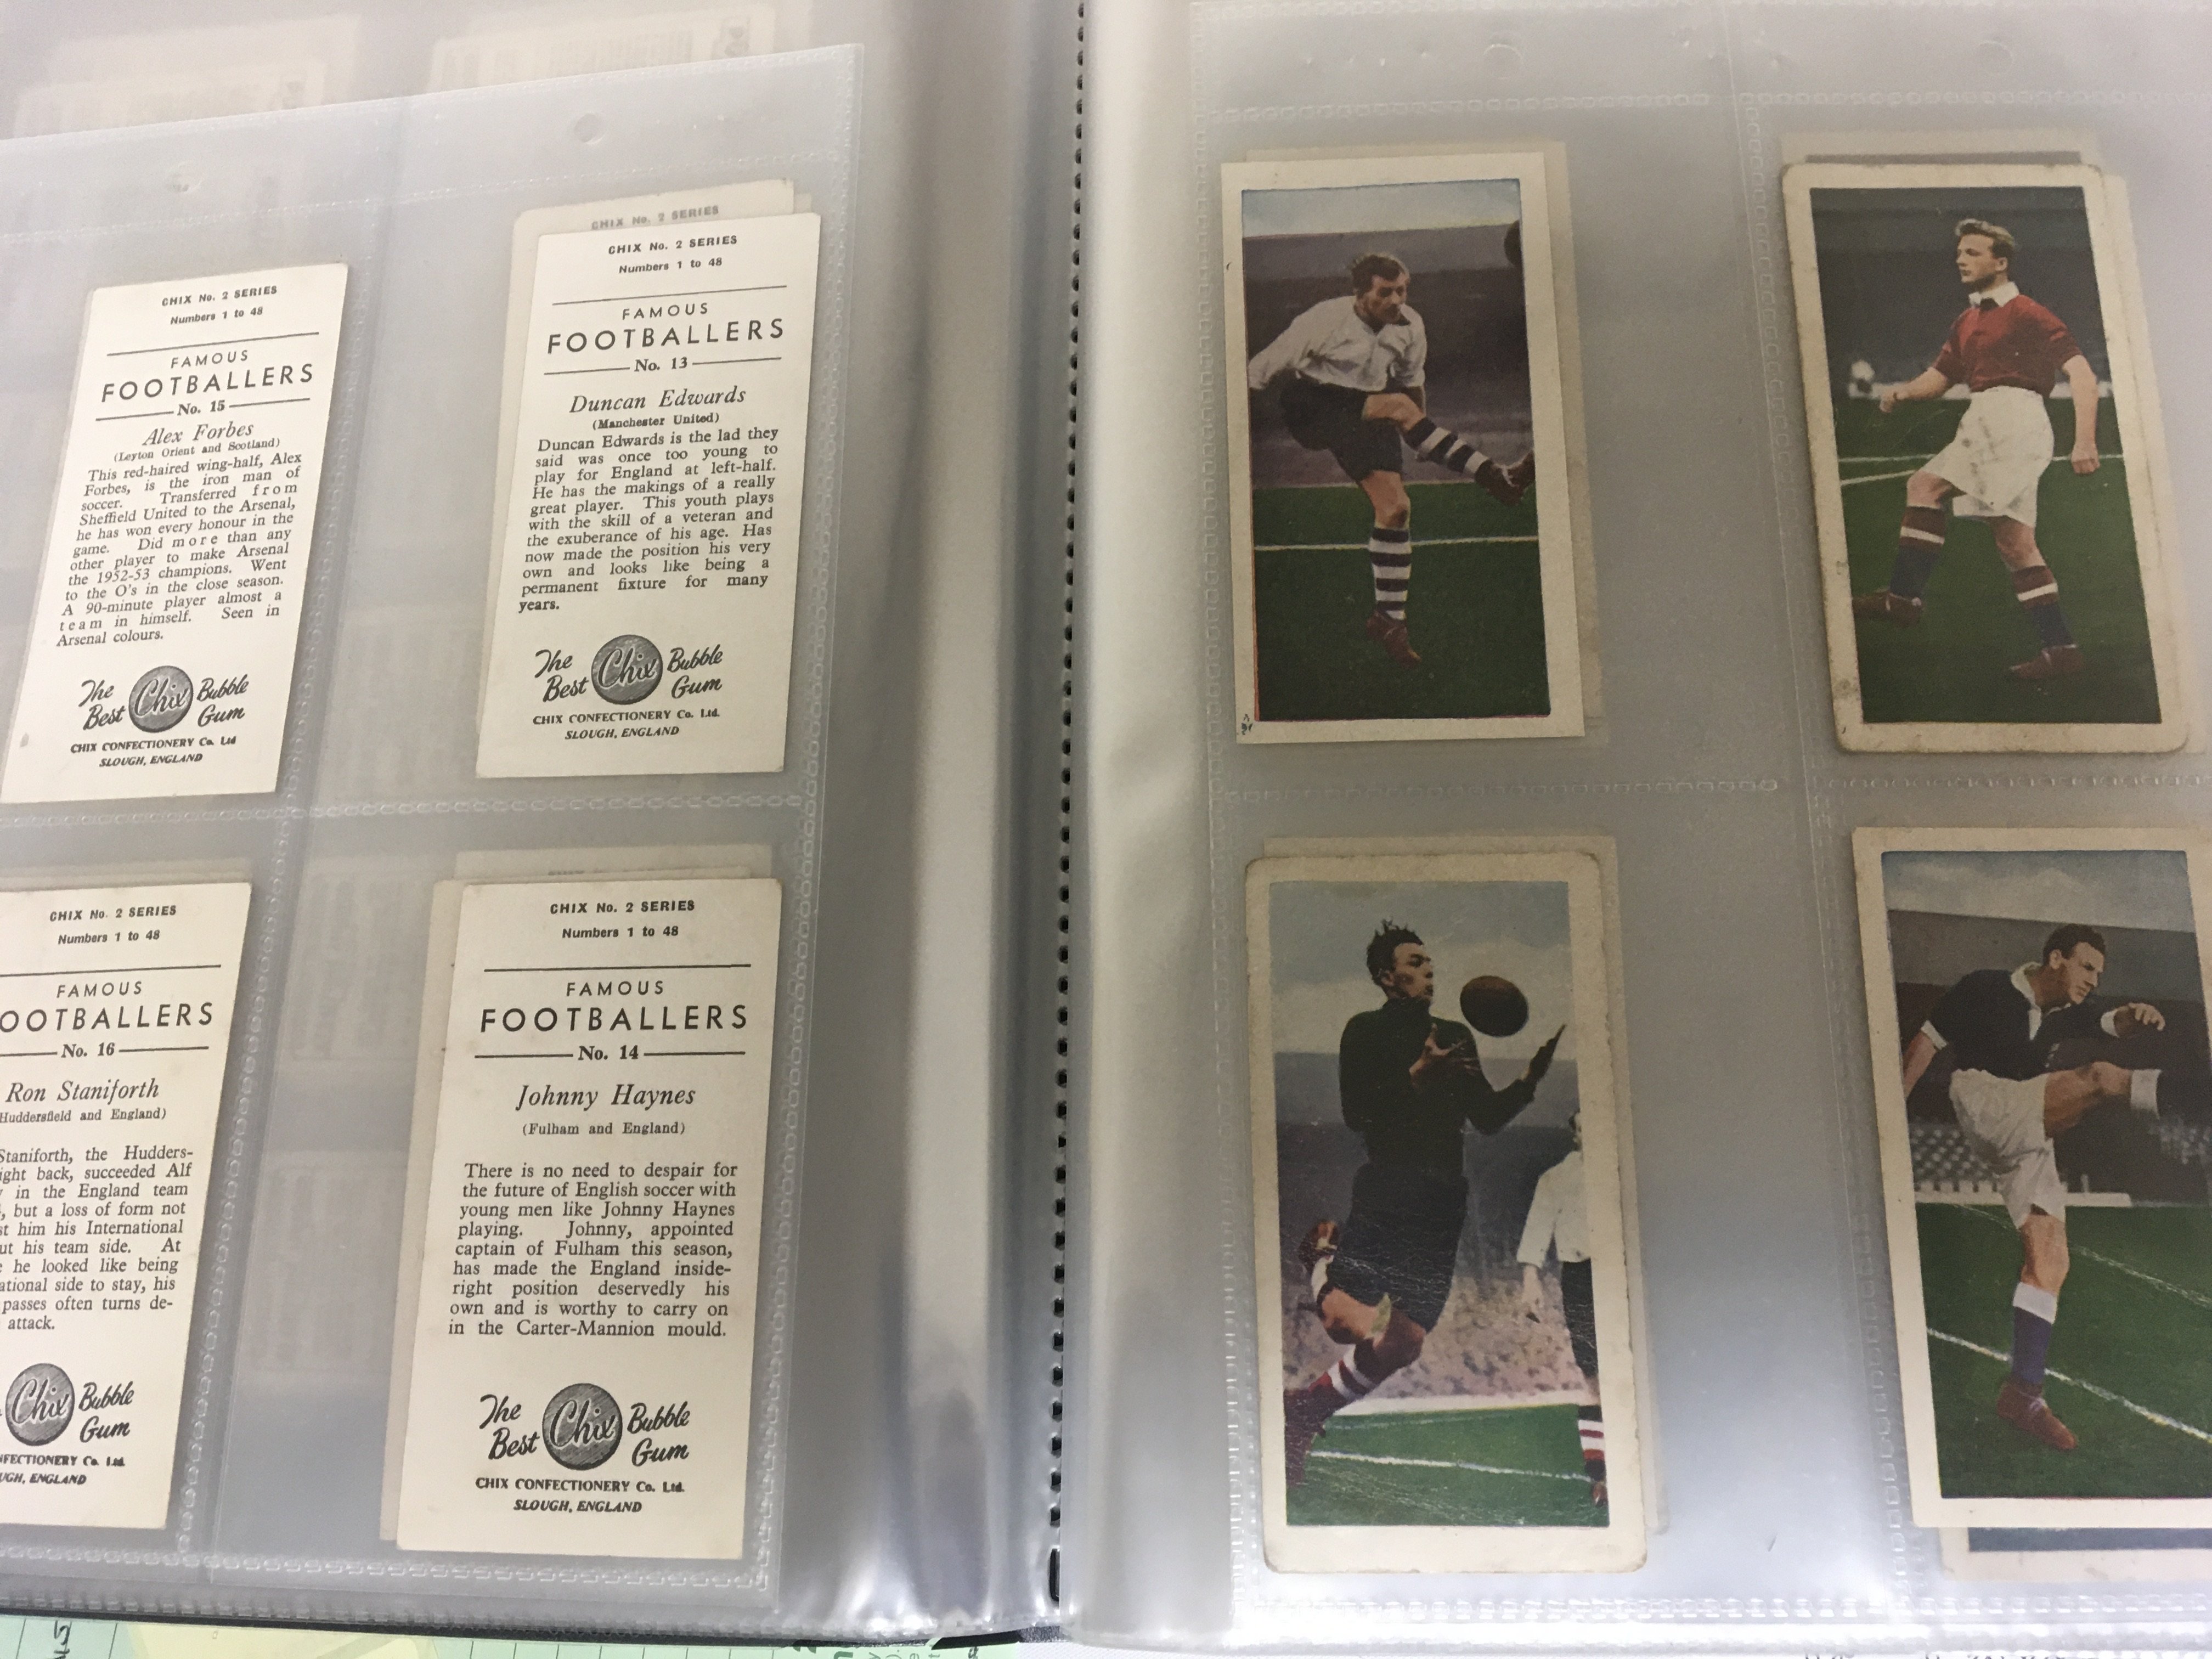 CHIX No. 2 SERIES
Numbers 1 to 48
FAMOUS
FOOTBALLERS
No. 15
Alex Forbes
(Leyton Orient and Scotland)
This red-haired wing-half, Alex
Forbes, is the iron man of
soccer. Transferred from
Sheffield United to the Arsenal,
he has won every honour in the
game. Did more than any
other player to make Arsenal
the 1952-53 champions. Went
to the O's in the close season.
A 90-minute player almost a
team in himself. Seen in
Arsenal colours.
The Best Chix Bubble Gum
CHIX CONFECTIONERY Co. Ltd
SLOUGH, ENGLAND
CHIX No. 2 SERIES
CHIX No. 2 SERIES
Numbers 1 to 48
FAMOUS
FOOTBALLERS
No. 13
Duncan Edwards
(Manchester United)
Duncan Edwards is the lad they
said was once too young to
play for England at left-half.
He has the makings of a really
great player. This youth plays
with the skill of a veteran and
the exuberance of his age. Has
now made the position his very
own and looks like being a
permanent fixture for many
years.
The Best Chix Bubble Gum
CHIX CONFECTIONERY Co. Ltd.
SLOUGH, ENGLAND
CHIX No. 2 SERIES
Numbers 1 to 48
FAMOUS
OOTBALLERS
No. 16
Ron Staniforth
Huddersfield and England)
Staniforth, the Hudders-
ight back, succeeded Alf
in the England team
, but a loss of form not
st him his International
ut his team side. At
he looked like being
ational side to stay, his
passes often turns de-
attack.
Chix Bubble Gum
NFECTIONERY Co. Ltd.
UGH, ENGLAND
CHIX No. 2 SERIES
Numbers 1 to 48
FAMOUS
FOOTBALLERS
No. 14
Johnny Haynes
(Fulham and England)
There is no need to despair for
the future of English soccer with
young men like Johnny Haynes
playing. Johnny, appointed
captain of Fulham this season,
has made the England inside-
right position deservedly his
own and is worthy to carry on
in the Carter-Mannion mould.
The Best Chix Bubble Gum
CHIX CONFECTIONERY Co. Ltd.
SLOUGH, ENGLAND